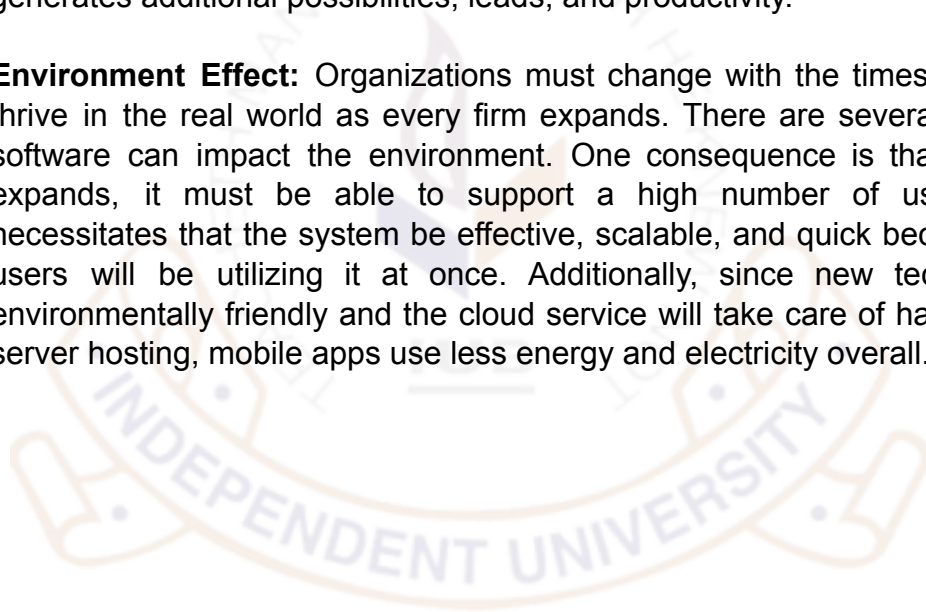 generates additional possibilities, leads, and productivity.
Environment Effect: Organizations must change with the times
thrive in the real world as every firm expands. There are severa
software can impact the environment. One consequence is tha
expands, it must be able to support a high number of us
necessitates that the system be effective, scalable, and quick bec
users will be utilizing it at once. Additionally, since new tec
environmentally friendly and the cloud service will take care of ha
server hosting, mobile apps use less energy and electricity overall.
INDEPENDENT UNIVERSITY